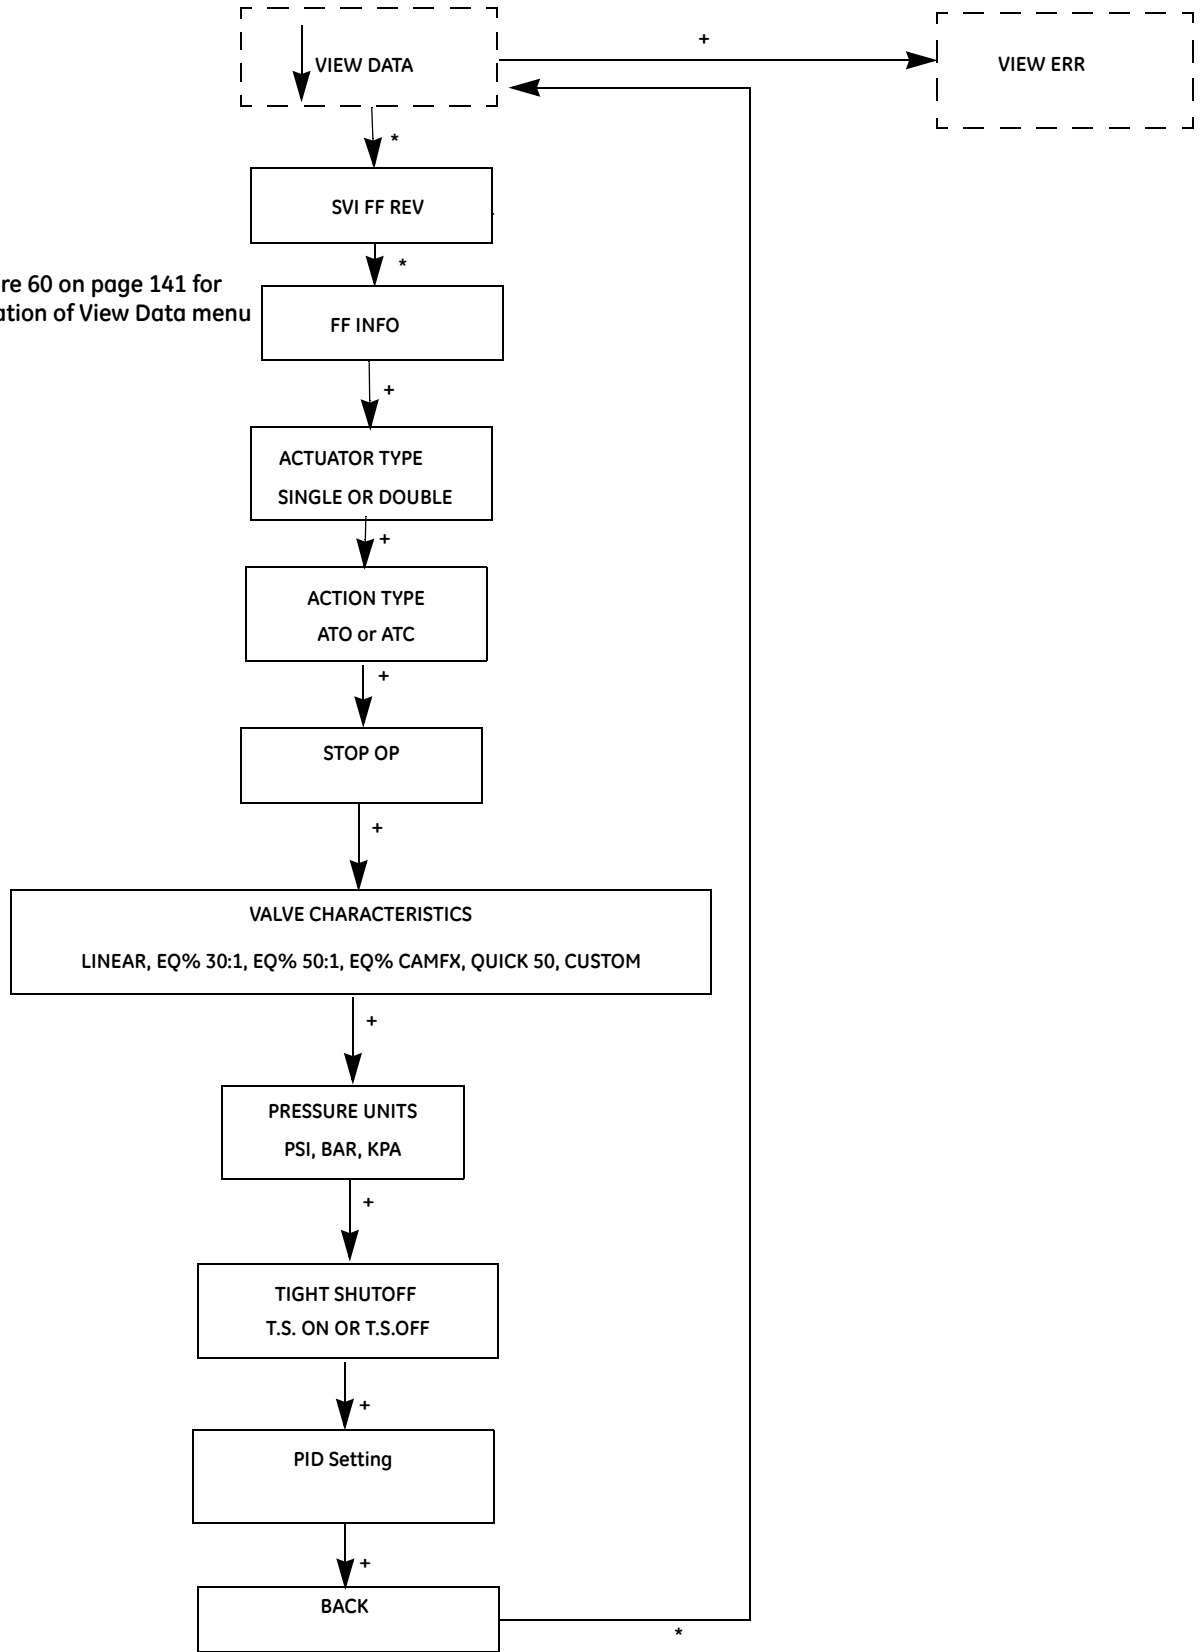 VIEW DATA
+
VIEW ERR
*
SVI FF REV
*
re 60 on page 141 for
ation of View Data menu
FF INFO
+
ACTUATOR TYPE
SINGLE OR DOUBLE
+
ACTION TYPE
ATO or ATC
+
STOP OP
+
VALVE CHARACTERISTICS
LINEAR, EQ% 30:1, EQ% 50:1, EQ% CAMFX, QUICK 50, CUSTOM
+
PRESSURE UNITS
PSI, BAR, KPA
+
TIGHT SHUTOFF
T.S. ON OR T.S.OFF
+
PID Setting
+
BACK
*